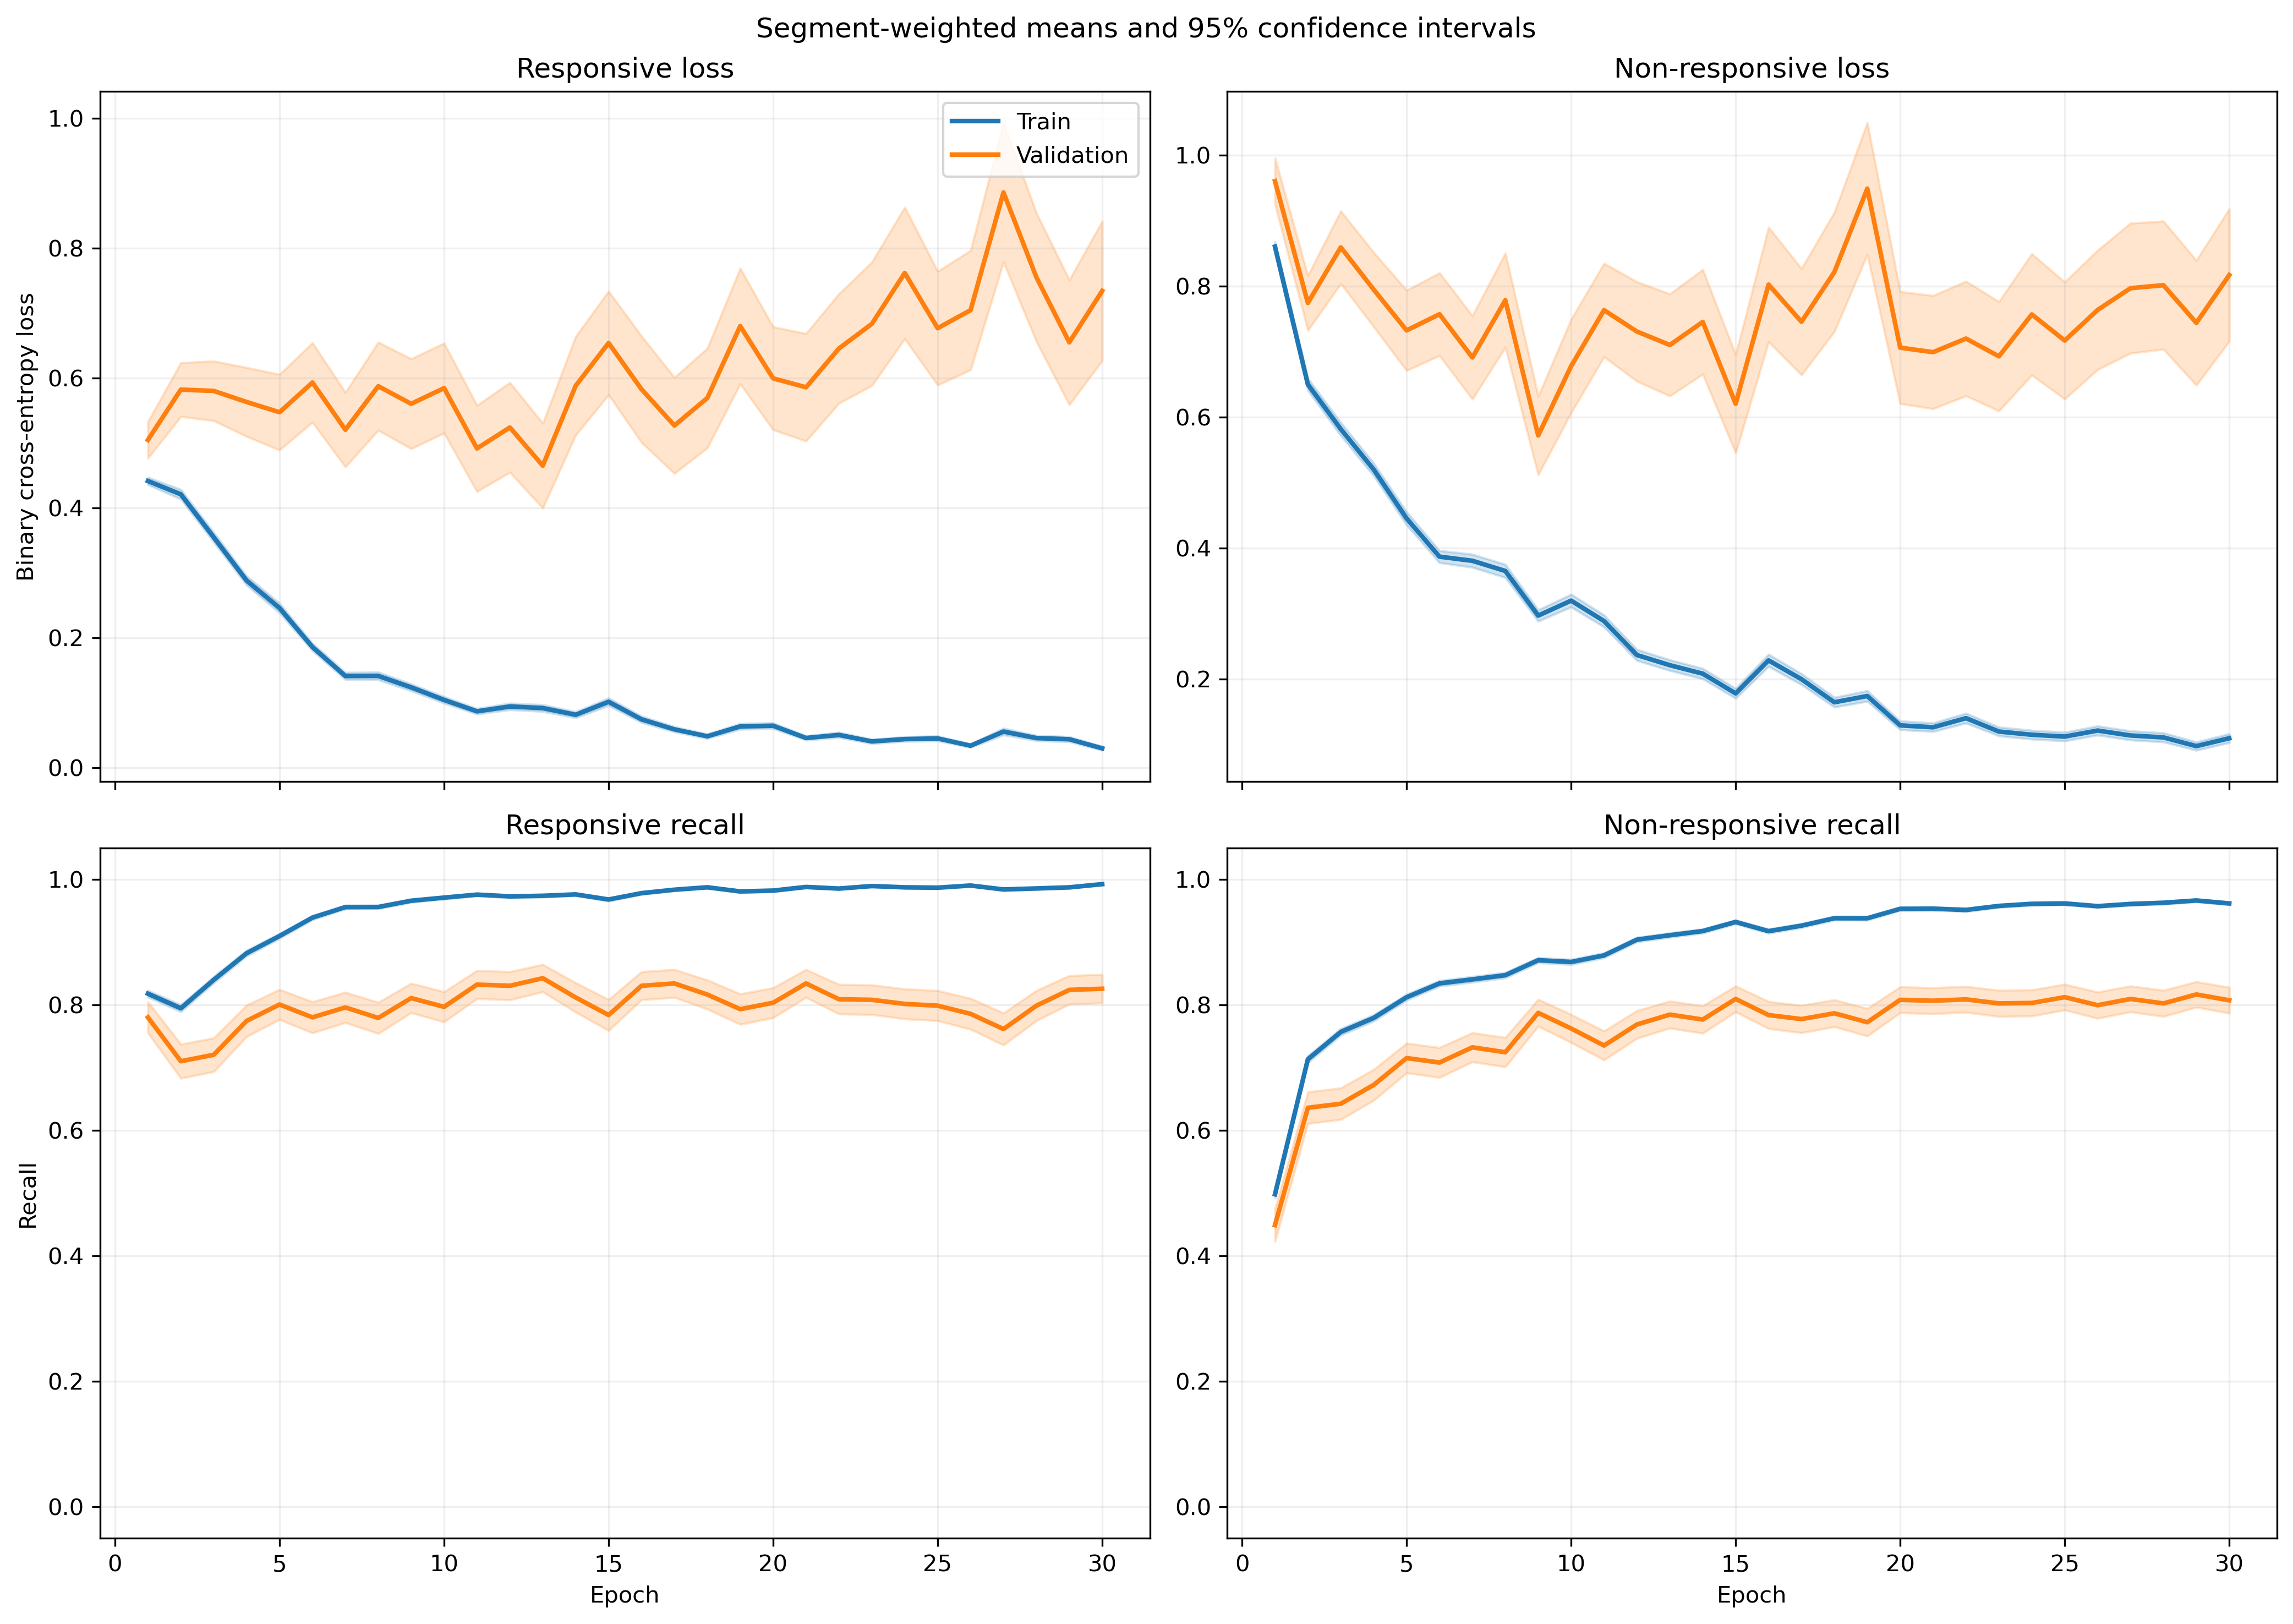 Segment-weighted means and 95% confidence intervals
Responsive loss
Non-responsive loss
Binary cross-entropy loss
1.0
0.8
0.6
0.4
0.2
0.0
Train
Validation
1.0
0.8
0.6
0.4
0.2
Responsive recall
Non-responsive recall
Recall
1.0
0.8
0.6
0.4
0.2
0.0
0 5 10 15 20 25 30
Epoch
1.0
0.8
0.6
0.4
0.2
0.0
0 5 10 15 20 25 30
Epoch